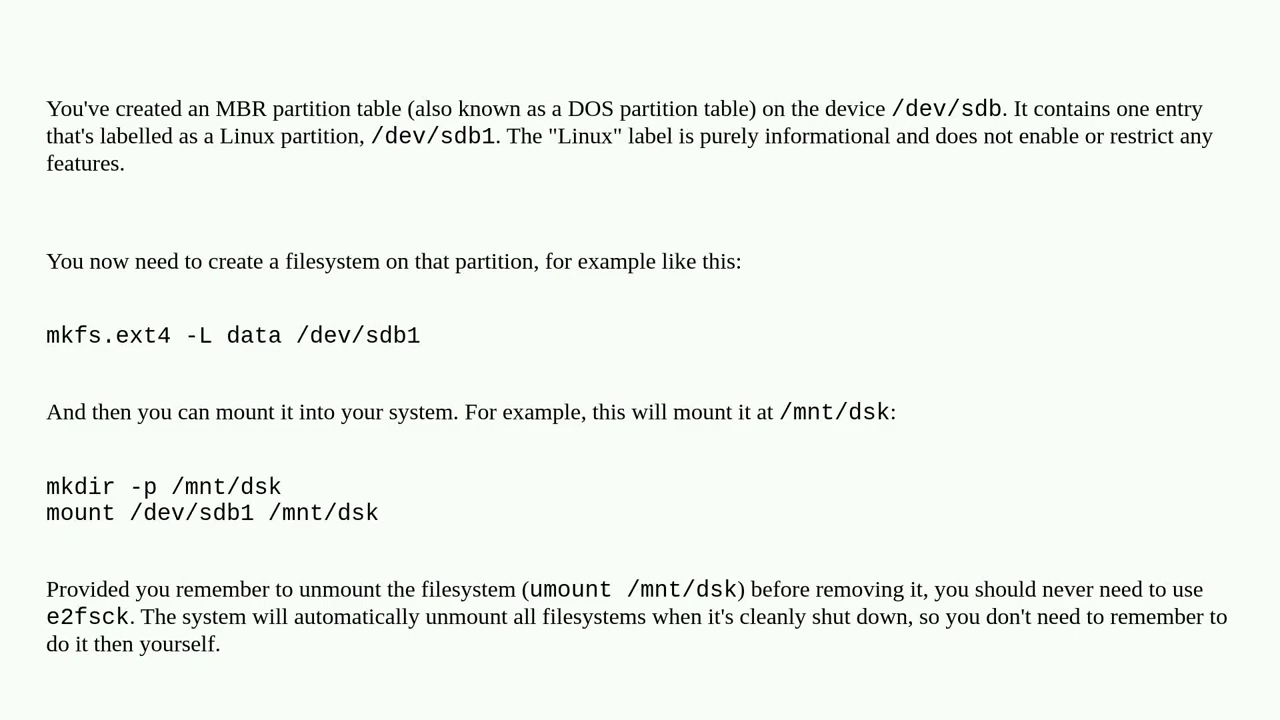 You've created an MBR partition table (also known as a DOS partition table) on the device /dev/sdb. It contains one entry
that's labelled as a Linux partition, /dev/sdb1. The "Linux" label is purely informational and does not enable or restrict any
features.
You now need to create a filesystem on that partition, for example like this:
mkfs.ext4 -L data /dev/sdb1
And then you can mount it into your system. For example, this will mount it at /mnt/dsk:
mkdir -p /mnt/dsk
mount /dev/sdb1 /mnt/dsk
Provided you remember to unmount the filesystem (umount /mnt/dsk) before removing it, you should never need to use
e2fsck. The system will automatically unmount all filesystems when it's cleanly shut down, so you don't need to remember to
do it then yourself.